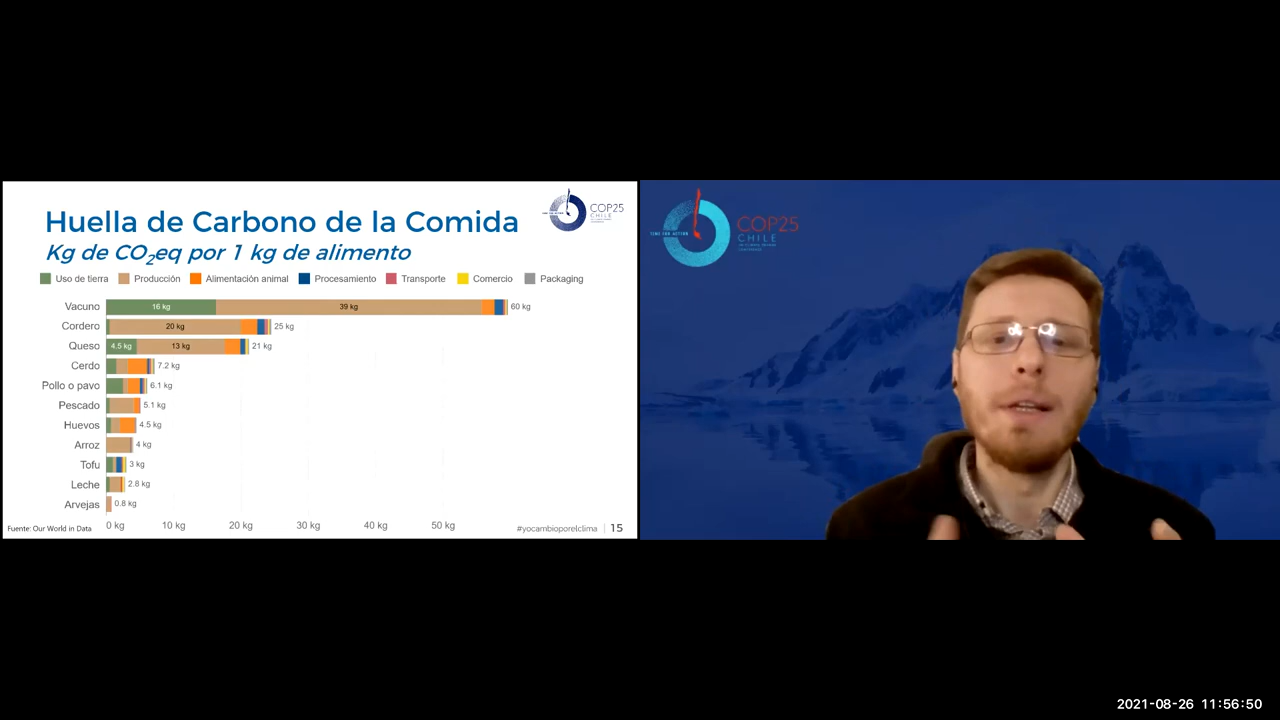 Huella de Carbono de la Comida
Kg de CO2eq por 1 kg de alimento
COP25
CHILE
Uso de tierra Producción Alimentación animal Procesamiento Transporte Comercio Packaging
Vacuno 16 kg 39 kg 60 kg
Cordero 20 kg 25 kg
Queso 4.5 kg 13 kg 21 kg
Cerdo 7.2 kg
Pollo o pavo 6.1 kg
Pescado 5.1 kg
Huevos 4.5 kg
Arroz 4 kg
Tofu 3 kg
Leche 2.8 kg
Arvejas 0.8 kg
0 kg 10 kg 20 kg 30 kg 40 kg 50 kg
Fuente: Our World in Data
#yocambioporelclima | 15
TIME FOR ACTION
COP25
CHILE
2021-08-26 11:56:50